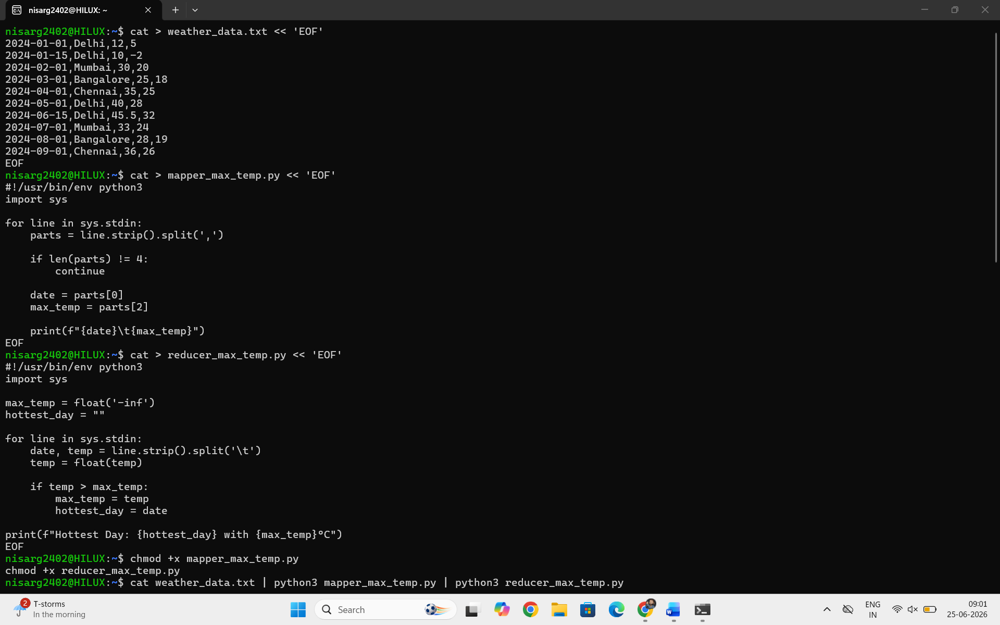 nisarg2402@HILUX: ~
nisarg2402@HILUX:~$ cat > weather_data.txt << 'EOF'
2024-01-01,Delhi,12,5
2024-01-15,Delhi,10,-2
2024-02-01,Mumbai,30,20
2024-03-01,Bangalore,25,18
2024-04-01,Chennai,35,25
2024-05-01,Delhi,40,28
2024-06-15,Delhi,45.5,32
2024-07-01,Mumbai,33,24
2024-08-01,Bangalore,28,19
2024-09-01,Chennai,36,26
EOF
nisarg2402@HILUX:~$ cat > mapper_max_temp.py << 'EOF'
#!/usr/bin/env python3
import sys

for line in sys.stdin:
    parts = line.strip().split(',')

    if len(parts) != 4:
        continue

    date = parts[0]
    max_temp = parts[2]

    print(f"{date}\t{max_temp}")
EOF
nisarg2402@HILUX:~$ cat > reducer_max_temp.py << 'EOF'
#!/usr/bin/env python3
import sys

max_temp = float('-inf')
hottest_day = ""

for line in sys.stdin:
    date, temp = line.strip().split('\t')
    temp = float(temp)

    if temp > max_temp:
        max_temp = temp
        hottest_day = date

print(f"Hottest Day: {hottest_day} with {max_temp}°C")
EOF
nisarg2402@HILUX:~$ chmod +x mapper_max_temp.py
chmod +x reducer_max_temp.py
nisarg2402@HILUX:~$ cat weather_data.txt | python3 mapper_max_temp.py | python3 reducer_max_temp.py
2
T-storms
In the morning
Search
ENG
IN
09:01
25-06-2026